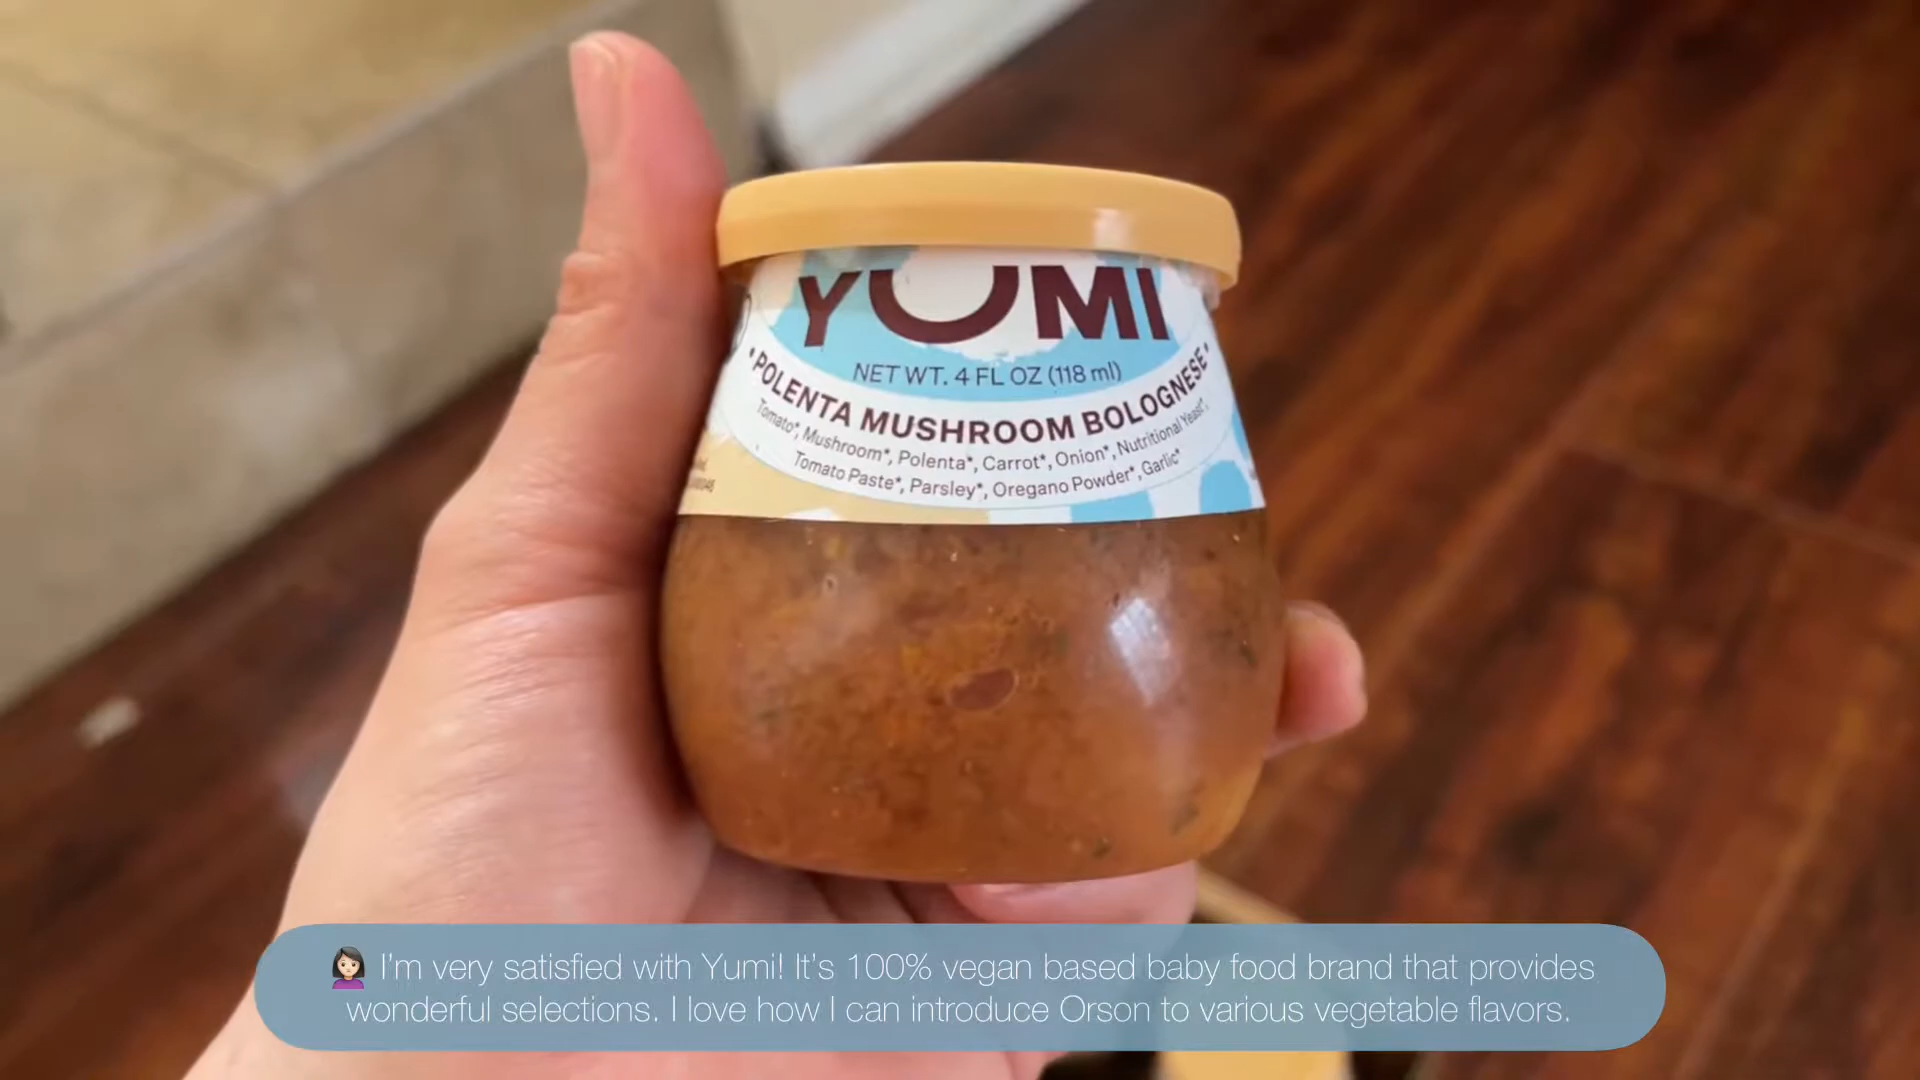 YUMI
NET WT. 4 FL OZ (118 ml)
• POLENTA MUSHROOM BOLOGNESE •
Tomato*, Mushroom*, Polenta*, Carrot*, Onion*, Nutritional Yeast*,
Tomato Paste*, Parsley*, Oregano Powder*, Garlic*
I'm very satisfied with Yumi! It's 100% vegan based baby food brand that provides
wonderful selections. I love how I can introduce Orson to various vegetable flavors.